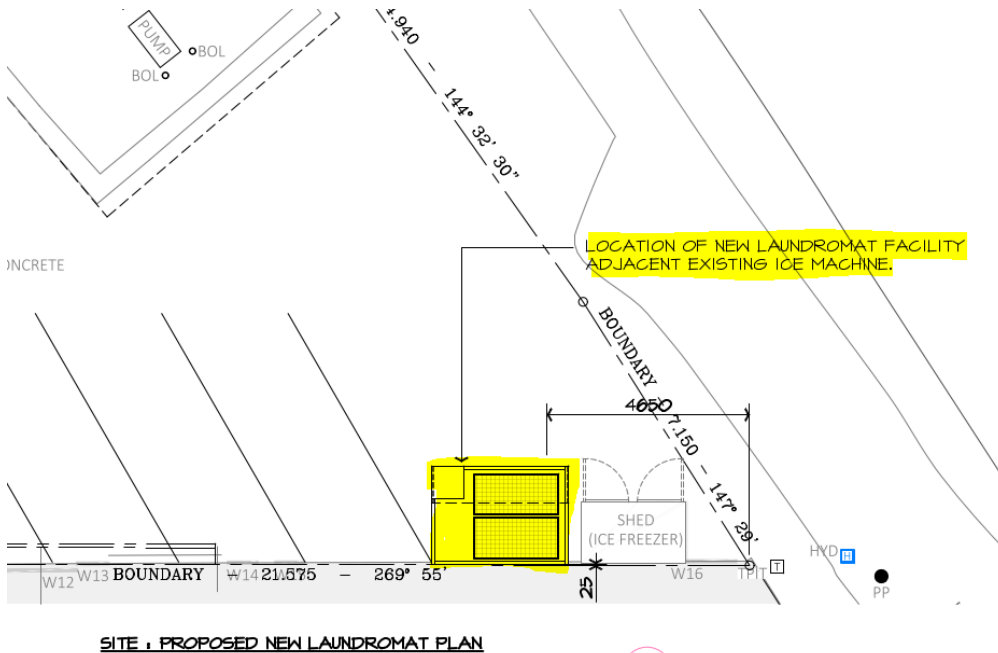 PUMP
BOL
BOL
4.940 - 144° 32' 30"
LOCATION OF NEW LAUNDROMAT FACILITY
ADJACENT EXISTING ICE MACHINE.
ONCRETE
BOUNDARY - 7.150 - 147° 29'
4650
SHED
(ICE FREEZER)
HYD
H
W12
W13
BOUNDARY - 21.575 - 269° 55'
W14
25
W16
TPIT
T
PP
SITE : PROPOSED NEW LAUNDROMAT PLAN